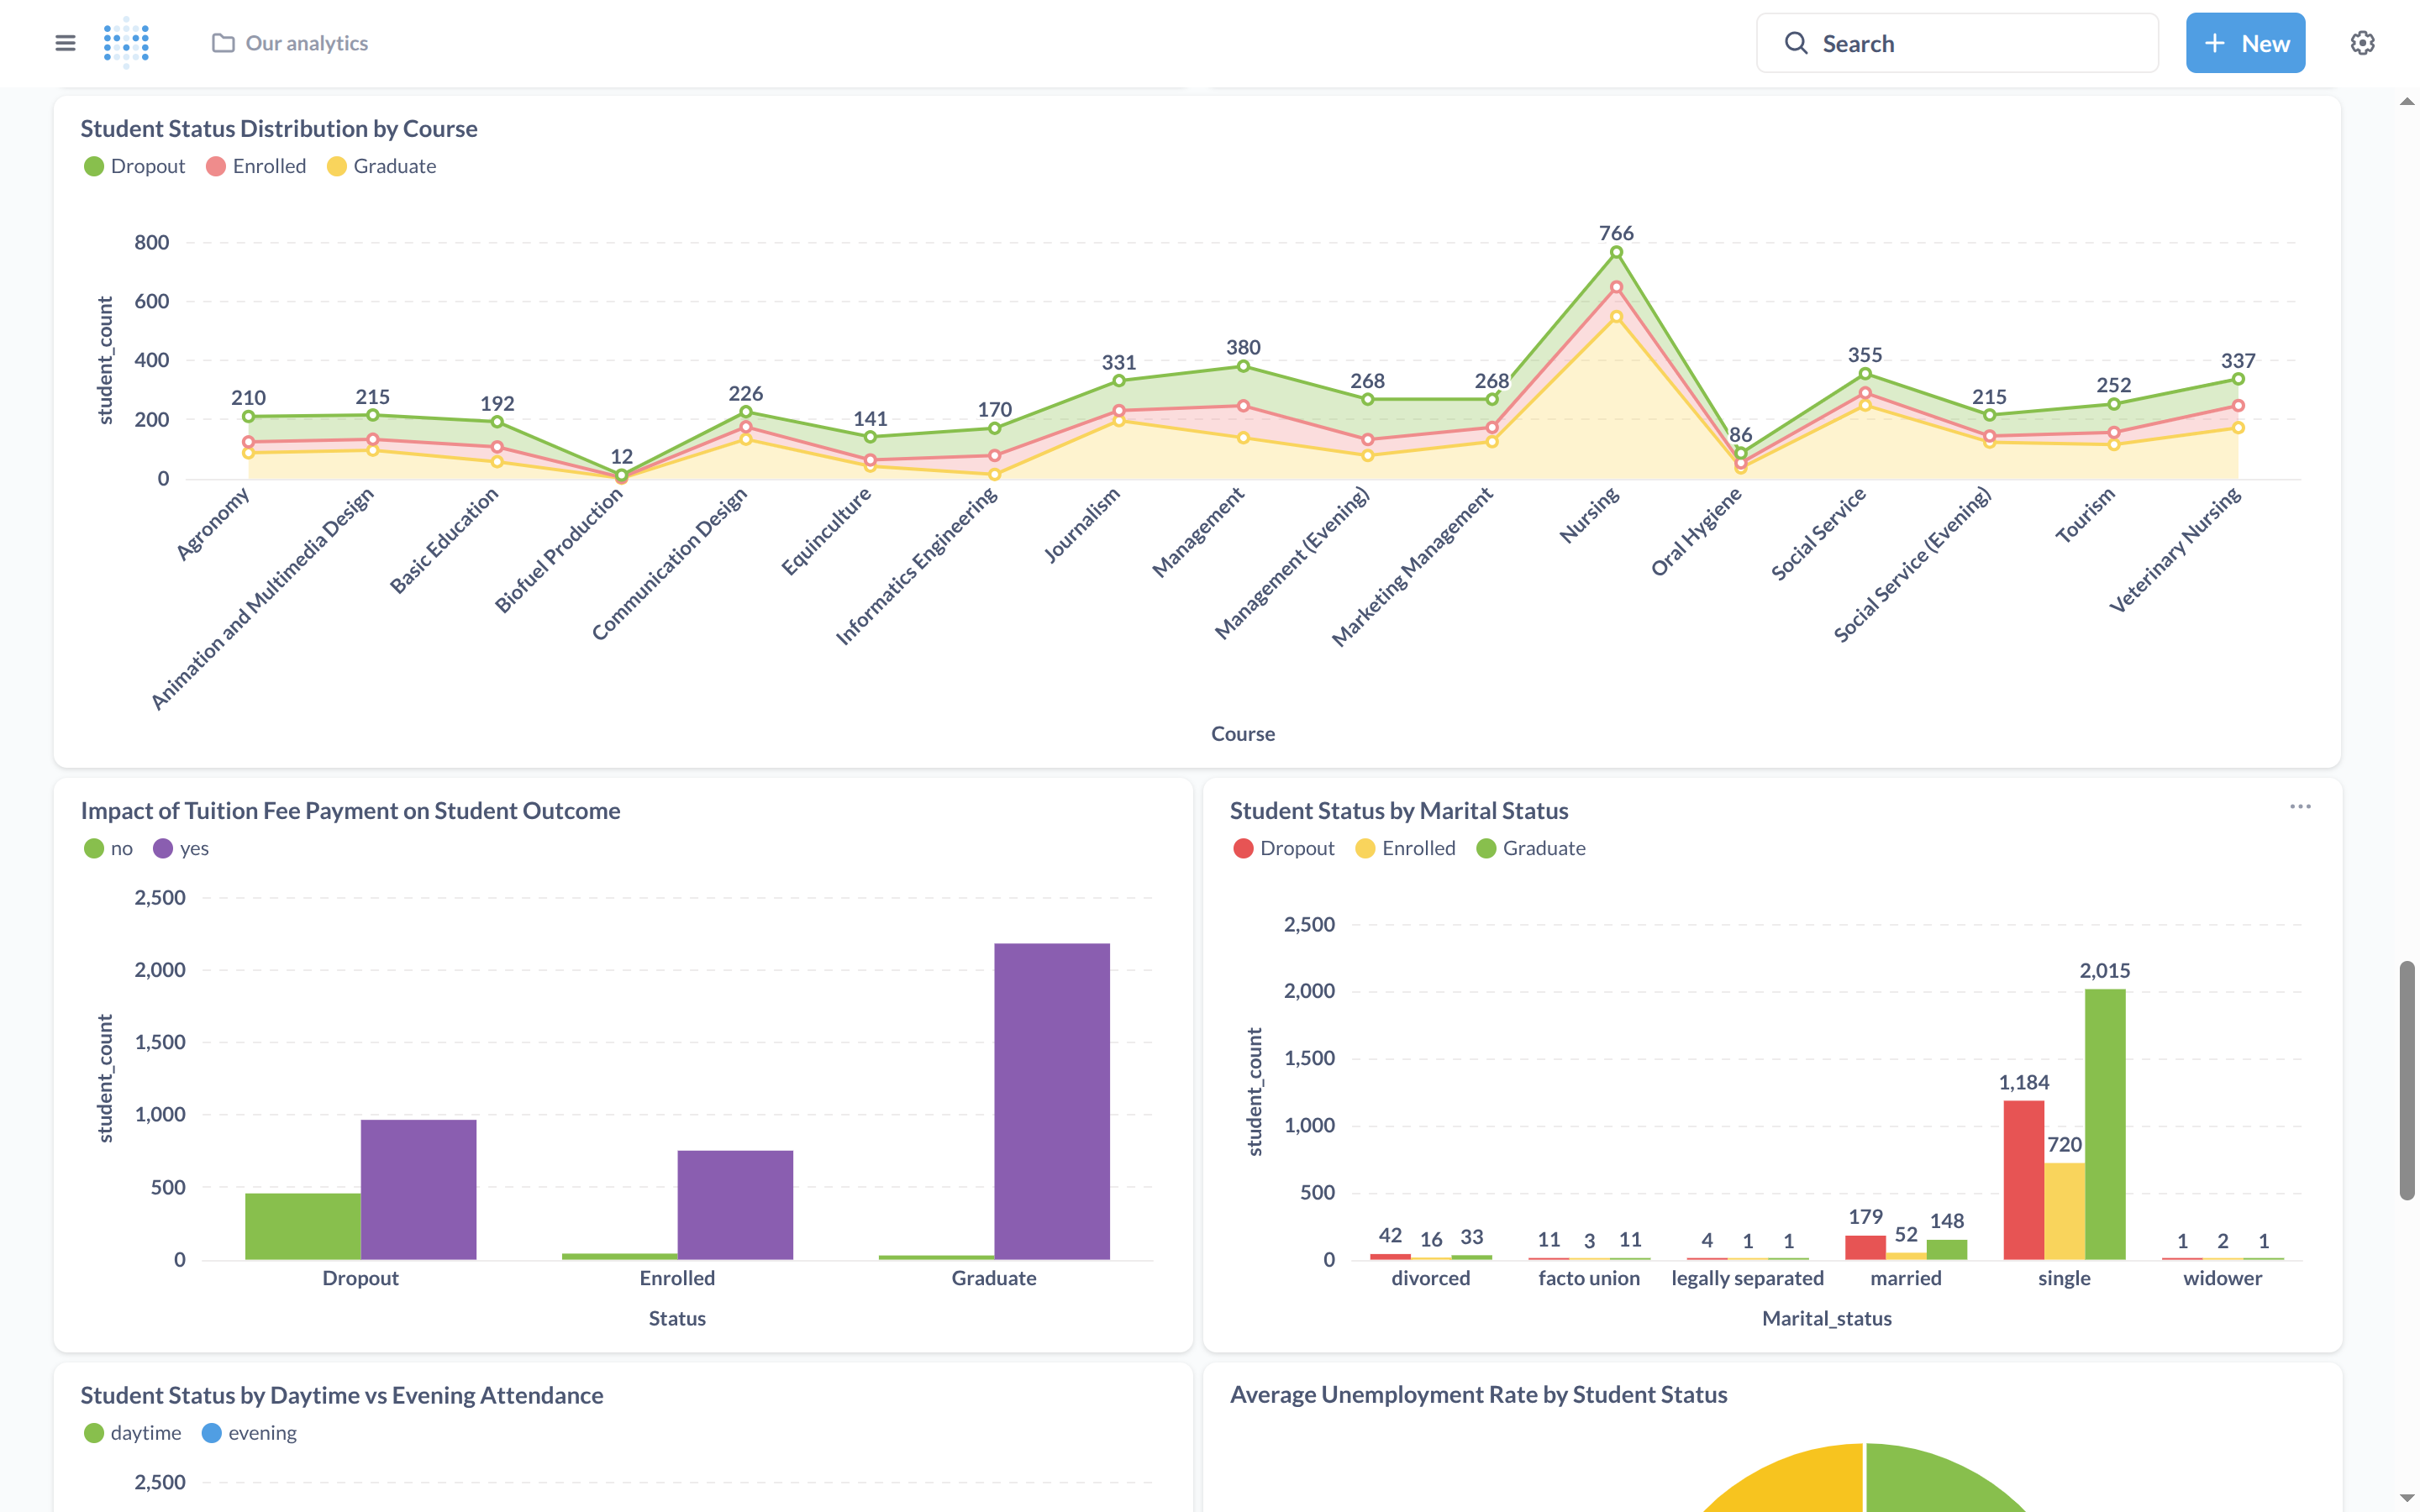 Our analytics
Search
New
Student Status Distribution by Course
Dropout Enrolled Graduate
student_count
800
600
400
200
0
210 215 192 12 226 141 170 331 380 268 268 766 86 355 215 252 337
Agronomy
Animation and Multimedia Design
Basic Education
Biofuel Production
Communication Design
Equinculture
Informatics Engineering
Journalism
Management
Management (Evening)
Marketing Management
Nursing
Oral Hygiene
Social Service
Social Service (Evening)
Tourism
Veterinary Nursing
Course
Impact of Tuition Fee Payment on Student Outcome
no yes
student_count
2,500
2,000
1,500
1,000
500
0
Dropout Enrolled Graduate
Status
Student Status by Marital Status
Dropout Enrolled Graduate
student_count
2,500
2,000
1,500
1,000
500
0
42 16 33 11 3 11 4 1 1 179 52 148 1,184 720 2,015 1 2 1
divorced facto union legally separated married single widower
Marital_status
Student Status by Daytime vs Evening Attendance
daytime evening
2,500
Average Unemployment Rate by Student Status